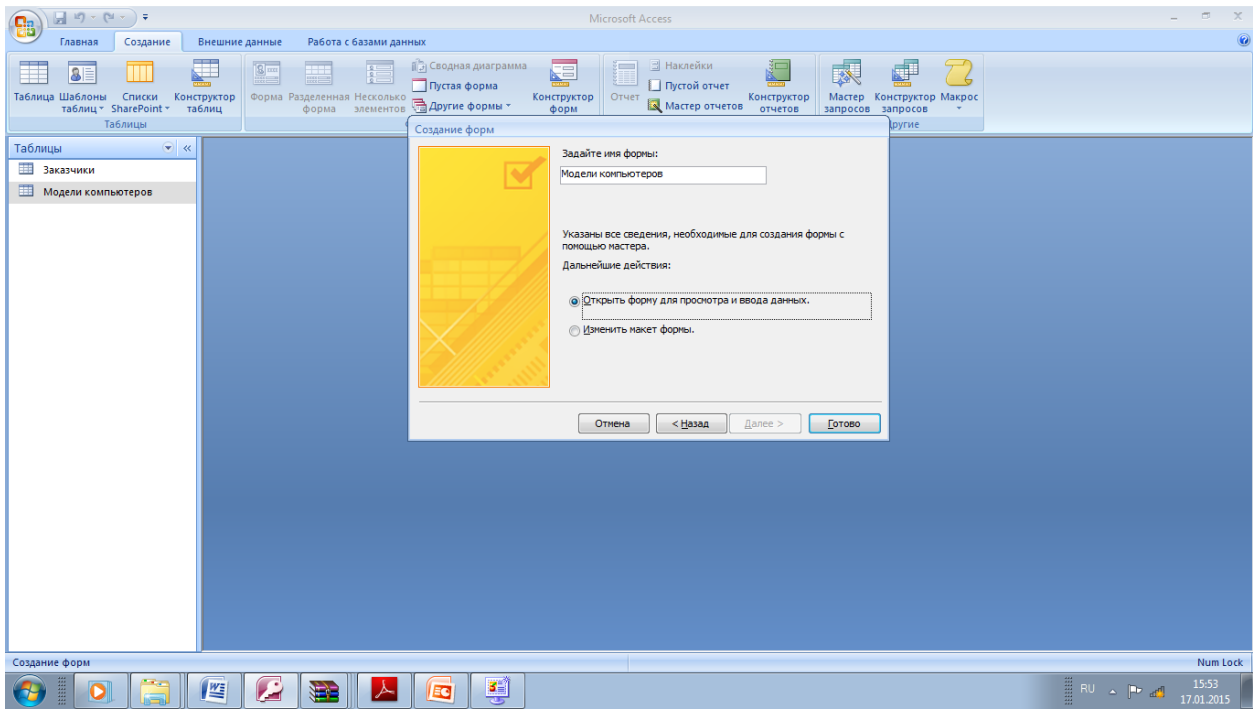 Microsoft Access
Главная Создание Внешние данные Работа с базами данных
Таблица Шаблоны таблиц Списки SharePoint Конструктор таблиц
Таблицы
Форма Разделенная форма Несколько элементов
Сводная диаграмма
Пустая форма
Другие формы
Конструктор форм
Отчет
Наклейки
Пустой отчет
Мастер отчетов
Конструктор отчетов
Мастер запросов Конструктор запросов Макрос
Другие
Таблицы
Заказчики
Модели компьютеров
Создание форм
Задайте имя формы:
Модели компьютеров
Указаны все сведения, необходимые для создания формы с
помощью мастера.
Дальнейшие действия:
Открыть форму для просмотра и ввода данных.
Изменить макет формы.
Отмена < Назад Далее > Готово
Создание форм Num Lock
RU 15:53
17.01.2015